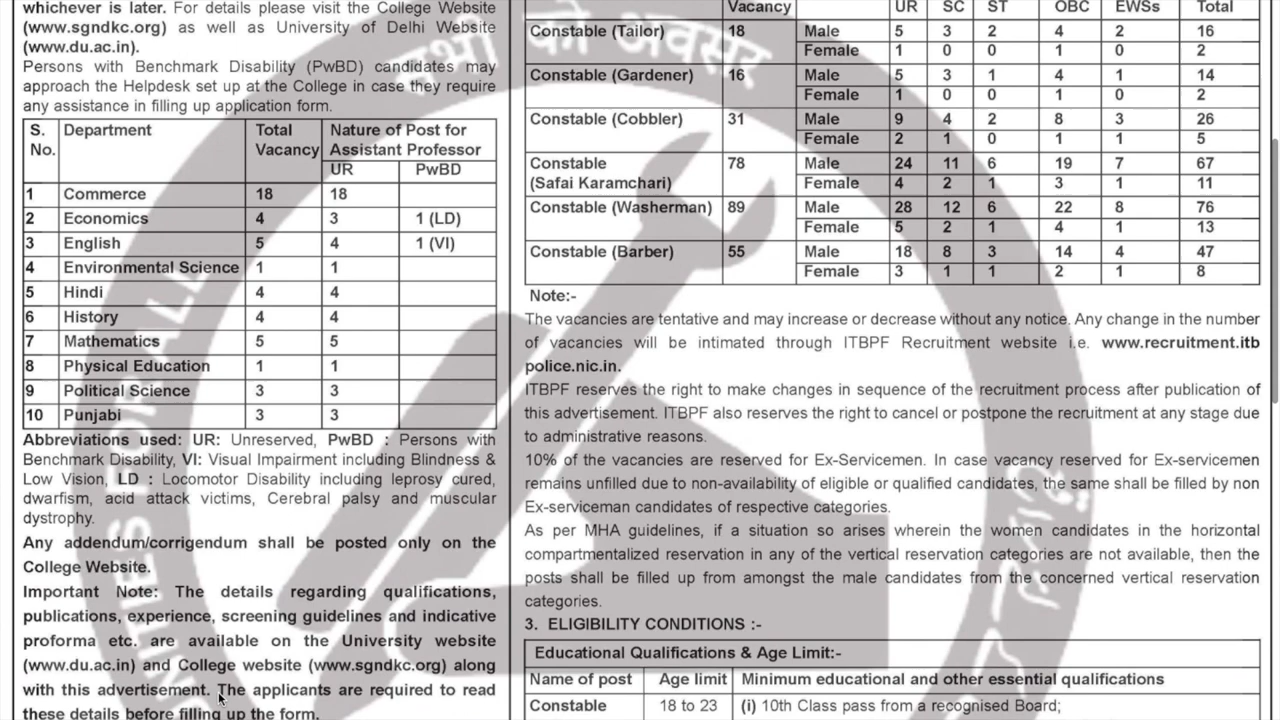 whichever is later. For details please visit the College Website
(www.sgndkc.org) as well as University of Delhi Website
(www.du.ac.in).
Persons with Benchmark Disability (PwBD) candidates may
approach the Helpdesk set up at the College in case they require
any assistance in filling up application form.
S. No. Department Total Vacancy Nature of Post for Assistant Professor
UR PwBD
1 Commerce 18 18
2 Economics 4 3 1 (LD)
3 English 5 4 1 (VI)
4 Environmental Science 1 1
5 Hindi 4 4
6 History 4 4
7 Mathematics 5 5
8 Physical Education 1 1
9 Political Science 3 3
10 Punjabi 3 3
Abbreviations used: UR: Unreserved, PwBD : Persons with
Benchmark Disability, VI: Visual Impairment including Blindness &
Low Vision, LD : Locomotor Disability including leprosy cured,
dwarfism, acid attack victims, Cerebral palsy and muscular
dystrophy.
Any addendum/corrigendum shall be posted only on the
College Website.
Important Note: The details regarding qualifications,
publications, experience, screening guidelines and indicative
proforma etc. are available on the University website
(www.du.ac.in) and College website (www.sgndkc.org) along
with this advertisement. The applicants are required to read
these details before filling up the form.
Vacancy UR SC ST OBC EWSs Total
Constable (Tailor) 18 Male 5 3 2 4 2 16
Female 1 0 0 1 0 2
Constable (Gardener) 16 Male 5 3 1 4 1 14
Female 1 0 0 1 0 2
Constable (Cobbler) 31 Male 9 4 2 8 3 26
Female 2 1 0 1 1 5
Constable 78 Male 24 11 6 19 7 67
(Safai Karamchari) Female 4 2 1 3 1 11
Constable (Washerman) 89 Male 28 12 6 22 8 76
Female 5 2 1 4 1 13
Constable (Barber) 55 Male 18 8 3 14 4 47
Female 3 1 1 2 1 8
Note:-
The vacancies are tentative and may increase or decrease without any notice. Any change in the number
of vacancies will be intimated through ITBPF Recruitment website i.e. www.recruitment.itb
police.nic.in.
ITBPF reserves the right to make changes in sequence of the recruitment process after publication of
this advertisement. ITBPF also reserves the right to cancel or postpone the recruitment at any stage due
to administrative reasons.
10% of the vacancies are reserved for Ex-Servicemen. In case vacancy reserved for Ex-servicemen
remains unfilled due to non-availability of eligible or qualified candidates, the same shall be filled by non
Ex-serviceman candidates of respective categories.
As per MHA guidelines, if a situation so arises wherein the women candidates in the horizontal
compartmentalized reservation in any of the vertical reservation categories are not available, then the
posts shall be filled up from amongst the male candidates from the concerned vertical reservation
categories.
3. ELIGIBILITY CONDITIONS :-
Educational Qualifications & Age Limit:-
Name of post Age limit Minimum educational and other essential qualifications
Constable 18 to 23 (i) 10th Class pass from a recognised Board;
को अवसर
FOR ALL